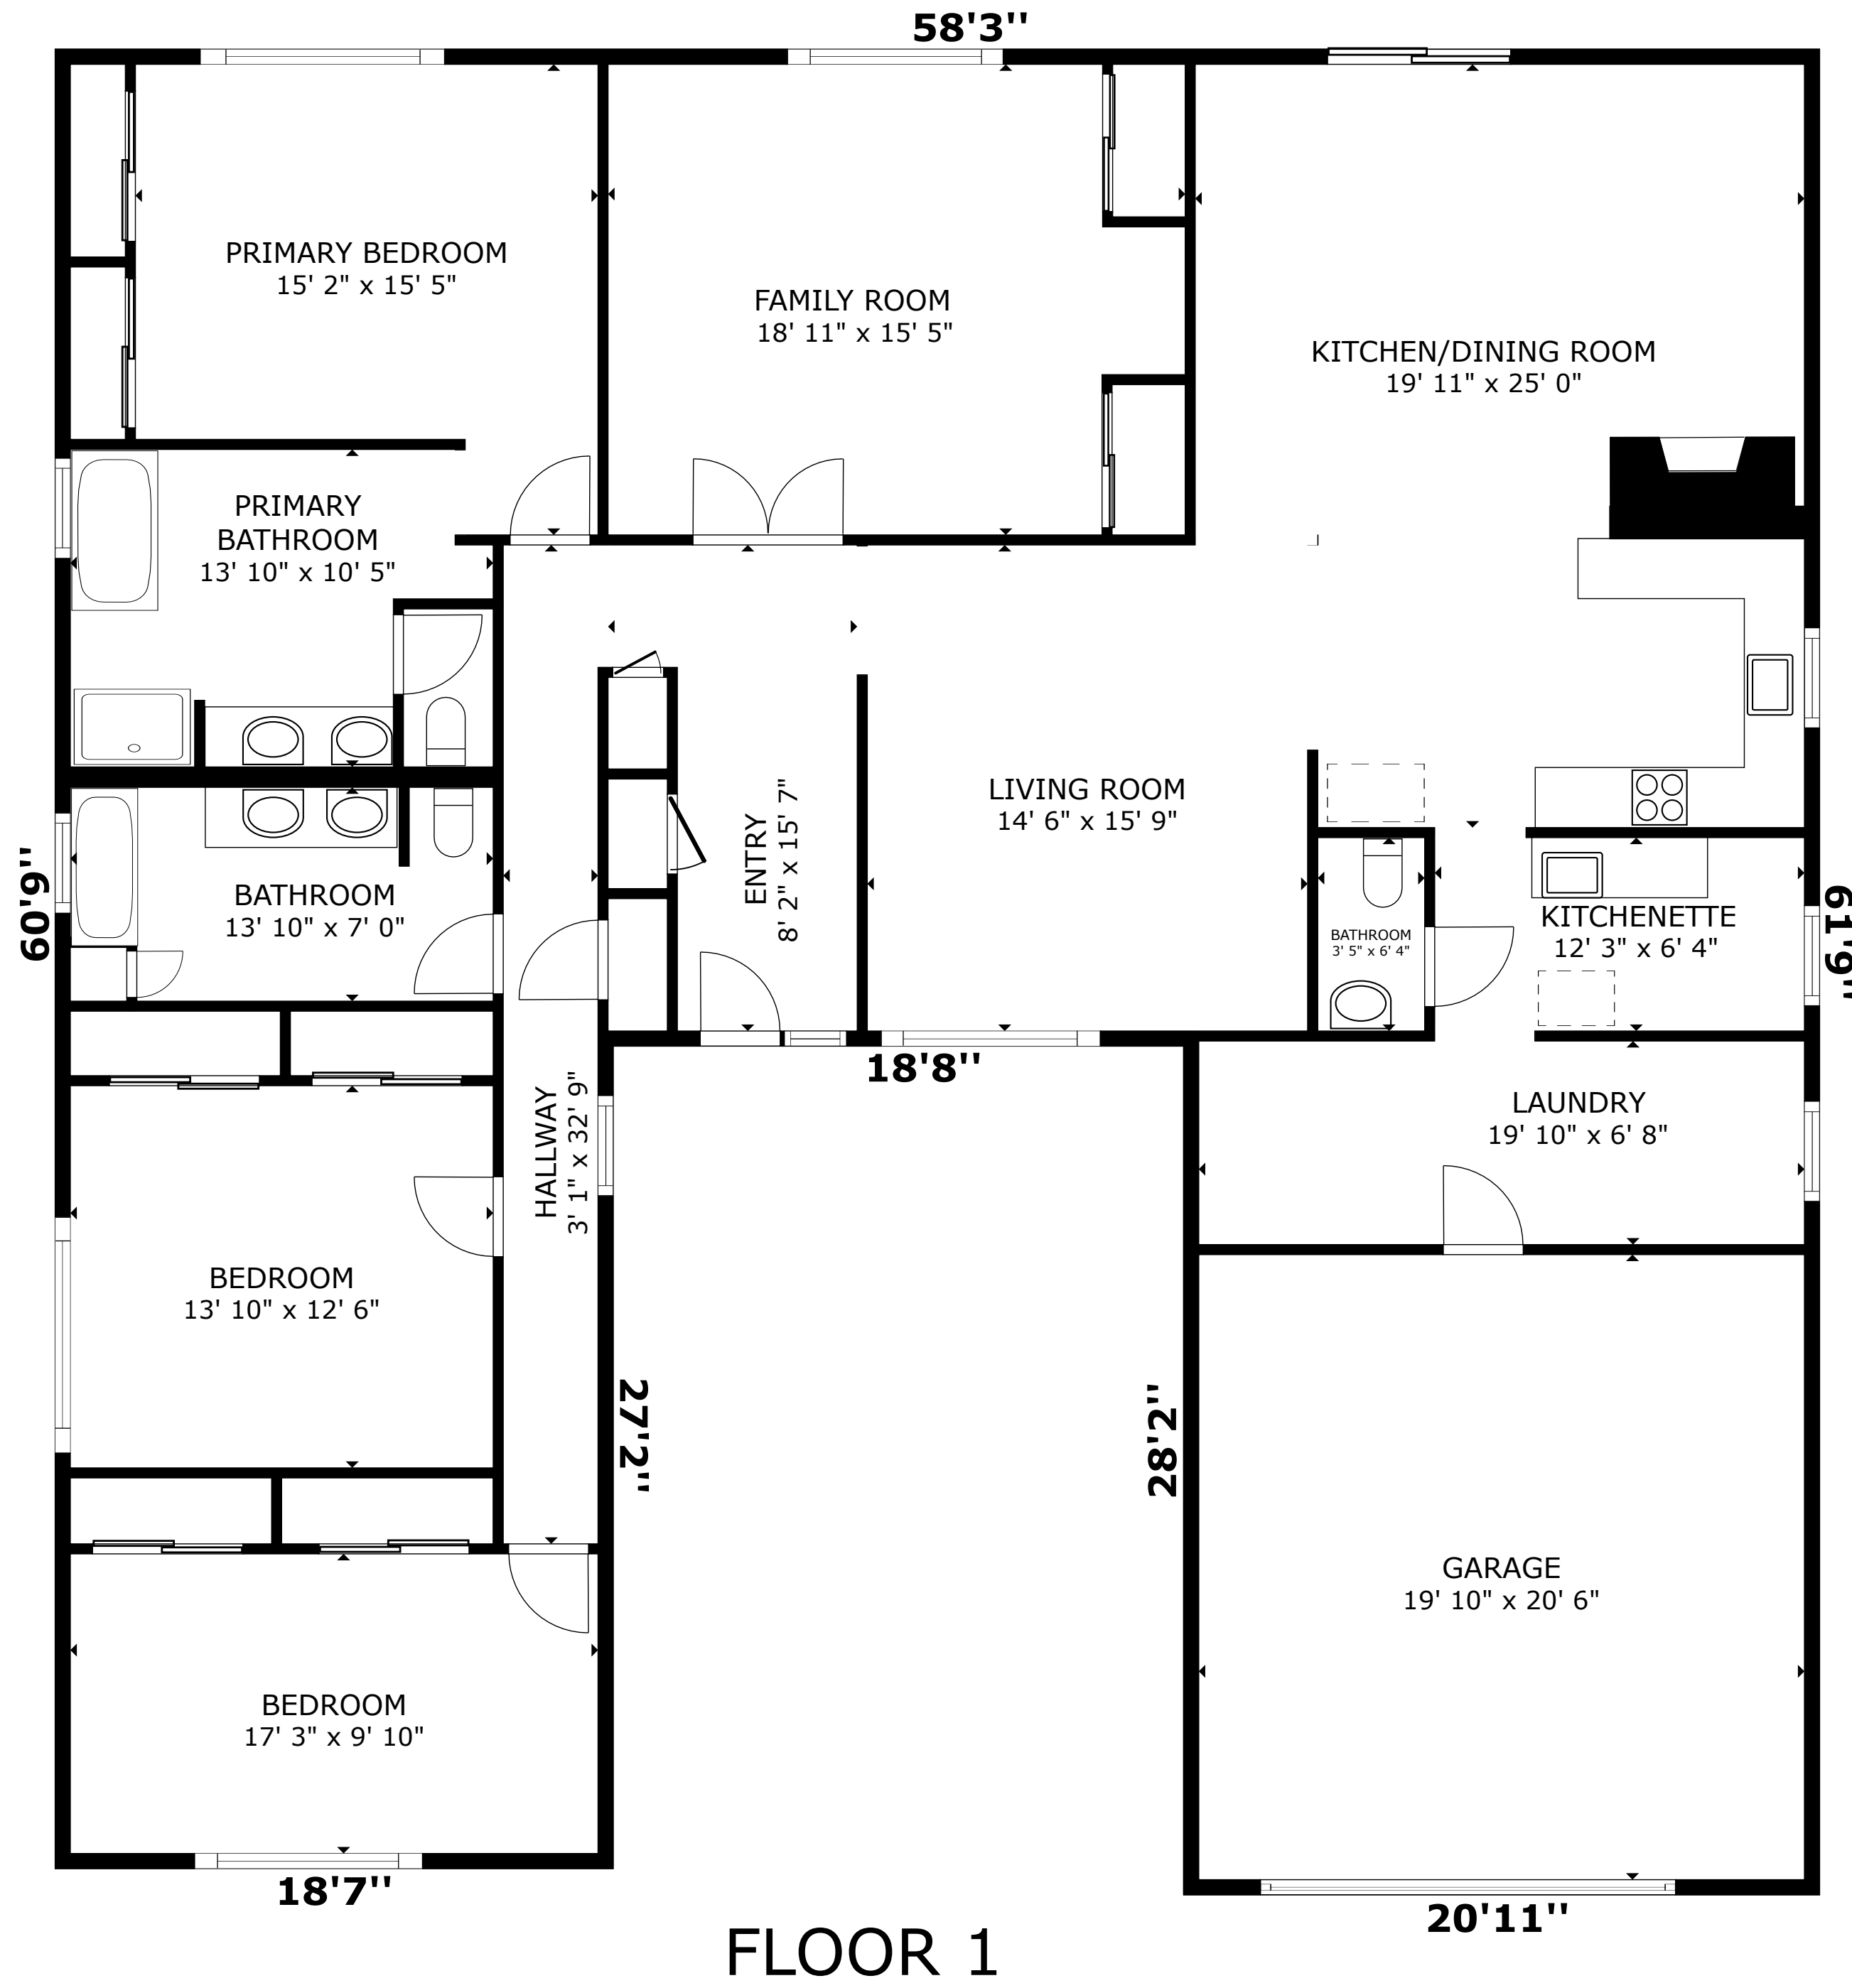 58'3''
PRIMARY BEDROOM
15' 2" x 15' 5"
FAMILY ROOM
18' 11" x 15' 5"
KITCHEN/DINING ROOM
19' 11" x 25' 0"
PRIMARY
BATHROOM
13' 10" x 10' 5"
LIVING ROOM
14' 6" x 15' 9"
ENTRY
8' 2" x 15' 7"
60'9''
BATHROOM
13' 10" x 7' 0"
BATHROOM
3' 5" x 6' 4"
KITCHENETTE
12' 3" x 6' 4"
61'9''
18'8''
HALLWAY
3' 1" x 32' 9"
LAUNDRY
19' 10" x 6' 8"
BEDROOM
13' 10" x 12' 6"
27'2''
28'2''
GARAGE
19' 10" x 20' 6"
BEDROOM
17' 3" x 9' 10"
18'7''
20'11''
FLOOR 1